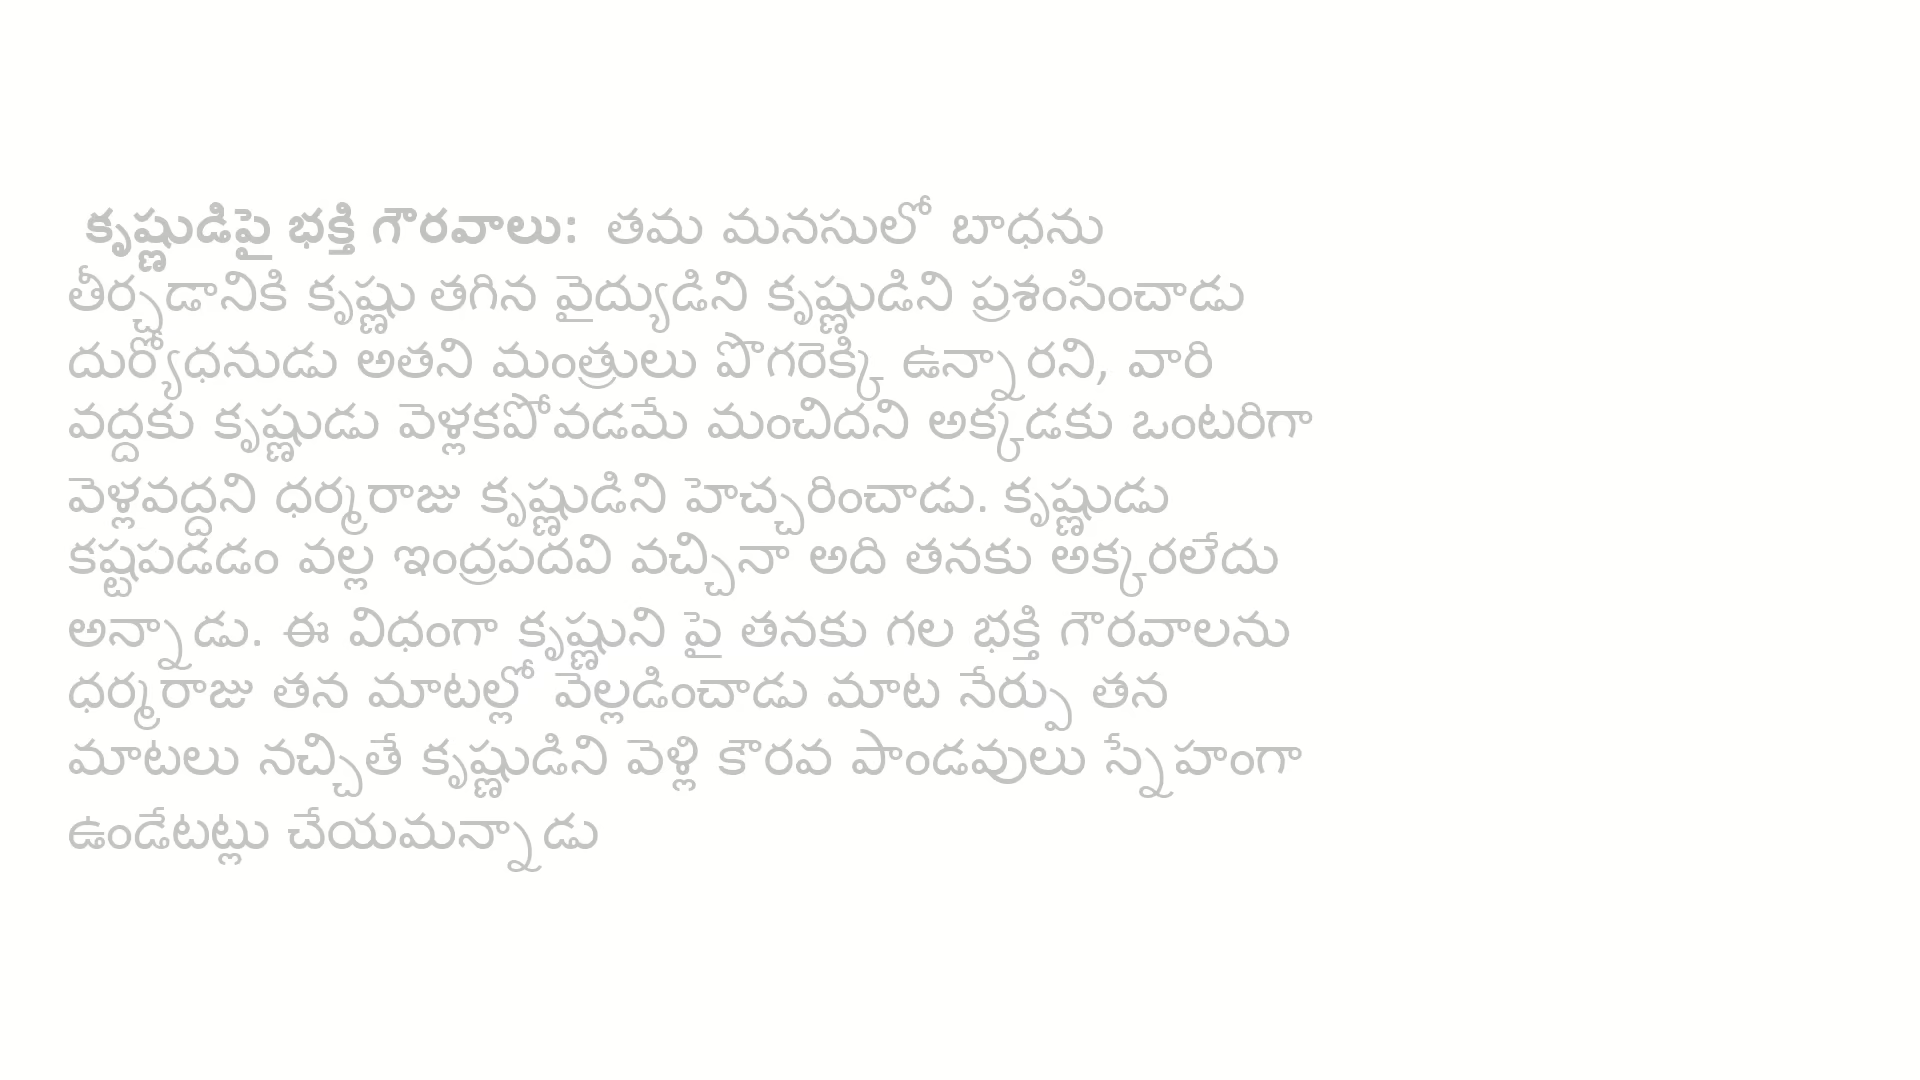 కృష్ణుడిపై భక్తి గౌరవాలు: తమ మనసులో బాధను
తీర్చడానికి కృష్ణు తగిన వైద్యుడిని కృష్ణుడిని ప్రశంసించాడు
దుర్యోధనుడు అతని మంత్రులు పొగరెక్కి ఉన్నారని, వారి
వద్దకు కృష్ణుడు వెళ్లకపోవడమే మంచిదని అక్కడకు ఒంటరిగా
వెళ్లవద్దని ధర్మరాజు కృష్ణుడిని హెచ్చరించాడు. కృష్ణుడు
కష్టపడడం వల్ల ఇంద్రపదవి వచ్చినా అది తనకు అక్కరలేదు
అన్నాడు. ఈ విధంగా కృష్ణుని పై తనకు గల భక్తి గౌరవాలను
ధర్మరాజు తన మాటల్లో వెల్లడించాడు మాట నేర్పు తన
మాటలు నచ్చితే కృష్ణుడిని వెళ్లి కౌరవ పాండవులు స్నేహంగా
ఉండేటట్లు చేయమన్నాడు